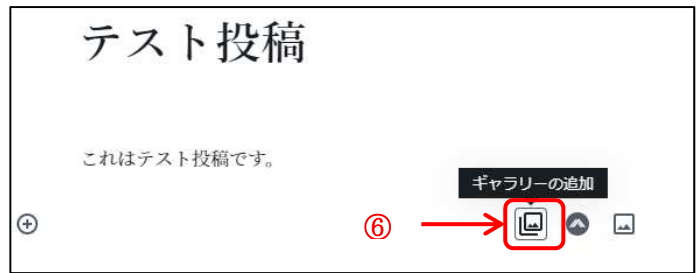 テスト投稿
これはテスト投稿です。
ギャラリーの追加
⑥